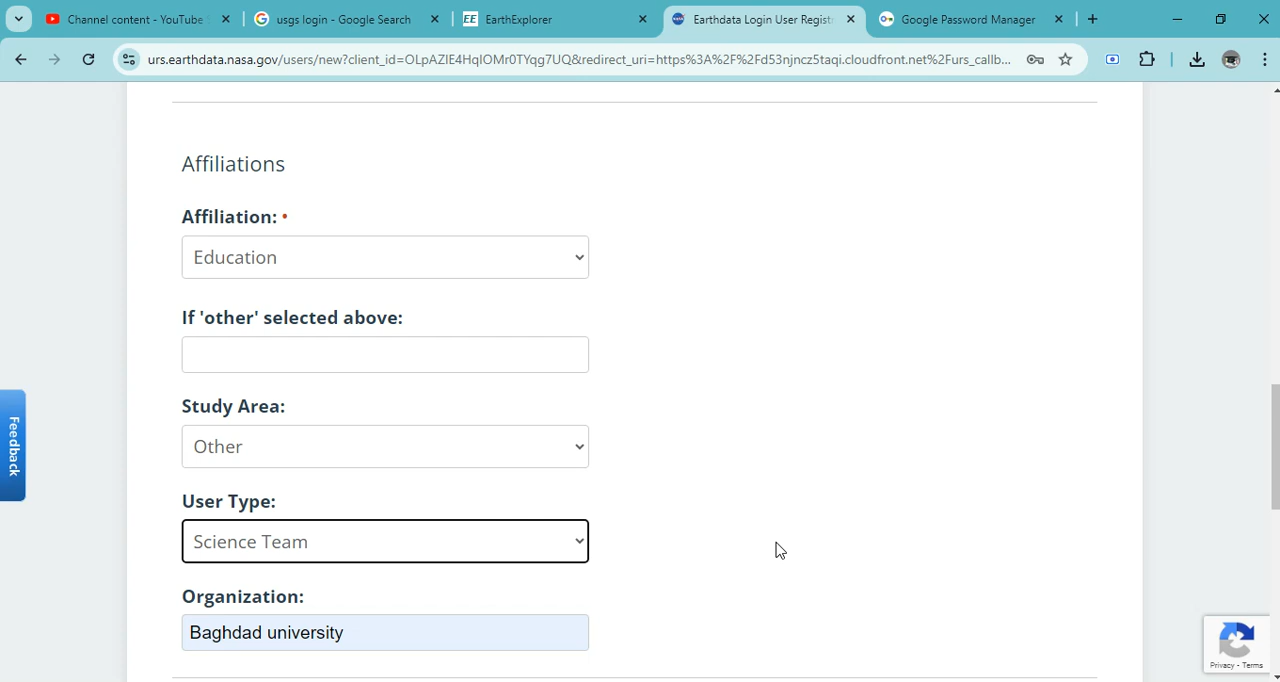 Channel content - YouTube
usgs login - Google Search
EE EarthExplorer
Earthdata Login User Registr
Google Password Manager
urs.earthdata.nasa.gov/users/new?client_id=OLpAZlE4HqIOMr0TYqg7UQ&redirect_uri=https%3A%2F%2Fd53njncz5taqi.cloudfront.net%2Furs_callb...
Affiliations
Affiliation: •
Education
If 'other' selected above:
Study Area:
Other
User Type:
Science Team
Organization:
Baghdad university
Feedback
Privacy - Terms